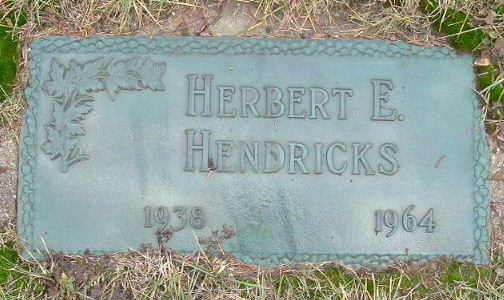 HERBERT E.
HENDRICKS
1938 1964